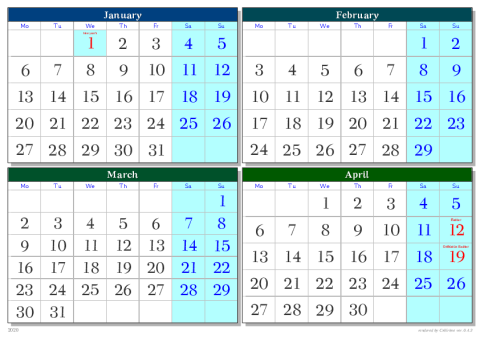 January
Mo Tu We Th Fr Sa Su
1 2 3 4 5
6 7 8 9 10 11 12
13 14 15 16 17 18 19
20 21 22 23 24 25 26
27 28 29 30 31
February
Mo Tu We Th Fr Sa Su
1 2
3 4 5 6 7 8 9
10 11 12 13 14 15 16
17 18 19 20 21 22 23
24 25 26 27 28 29
March
Mo Tu We Th Fr Sa Su
1
2 3 4 5 6 7 8
9 10 11 12 13 14 15
16 17 18 19 20 21 22
23 24 25 26 27 28 29
30 31
April
Mo Tu We Th Fr Sa Su
1 2 3 4 5
Easter
6 7 8 9 10 11 12
Orthodox Easter
13 14 15 16 17 18 19
20 21 22 23 24 25 26
27 28 29 30
2020